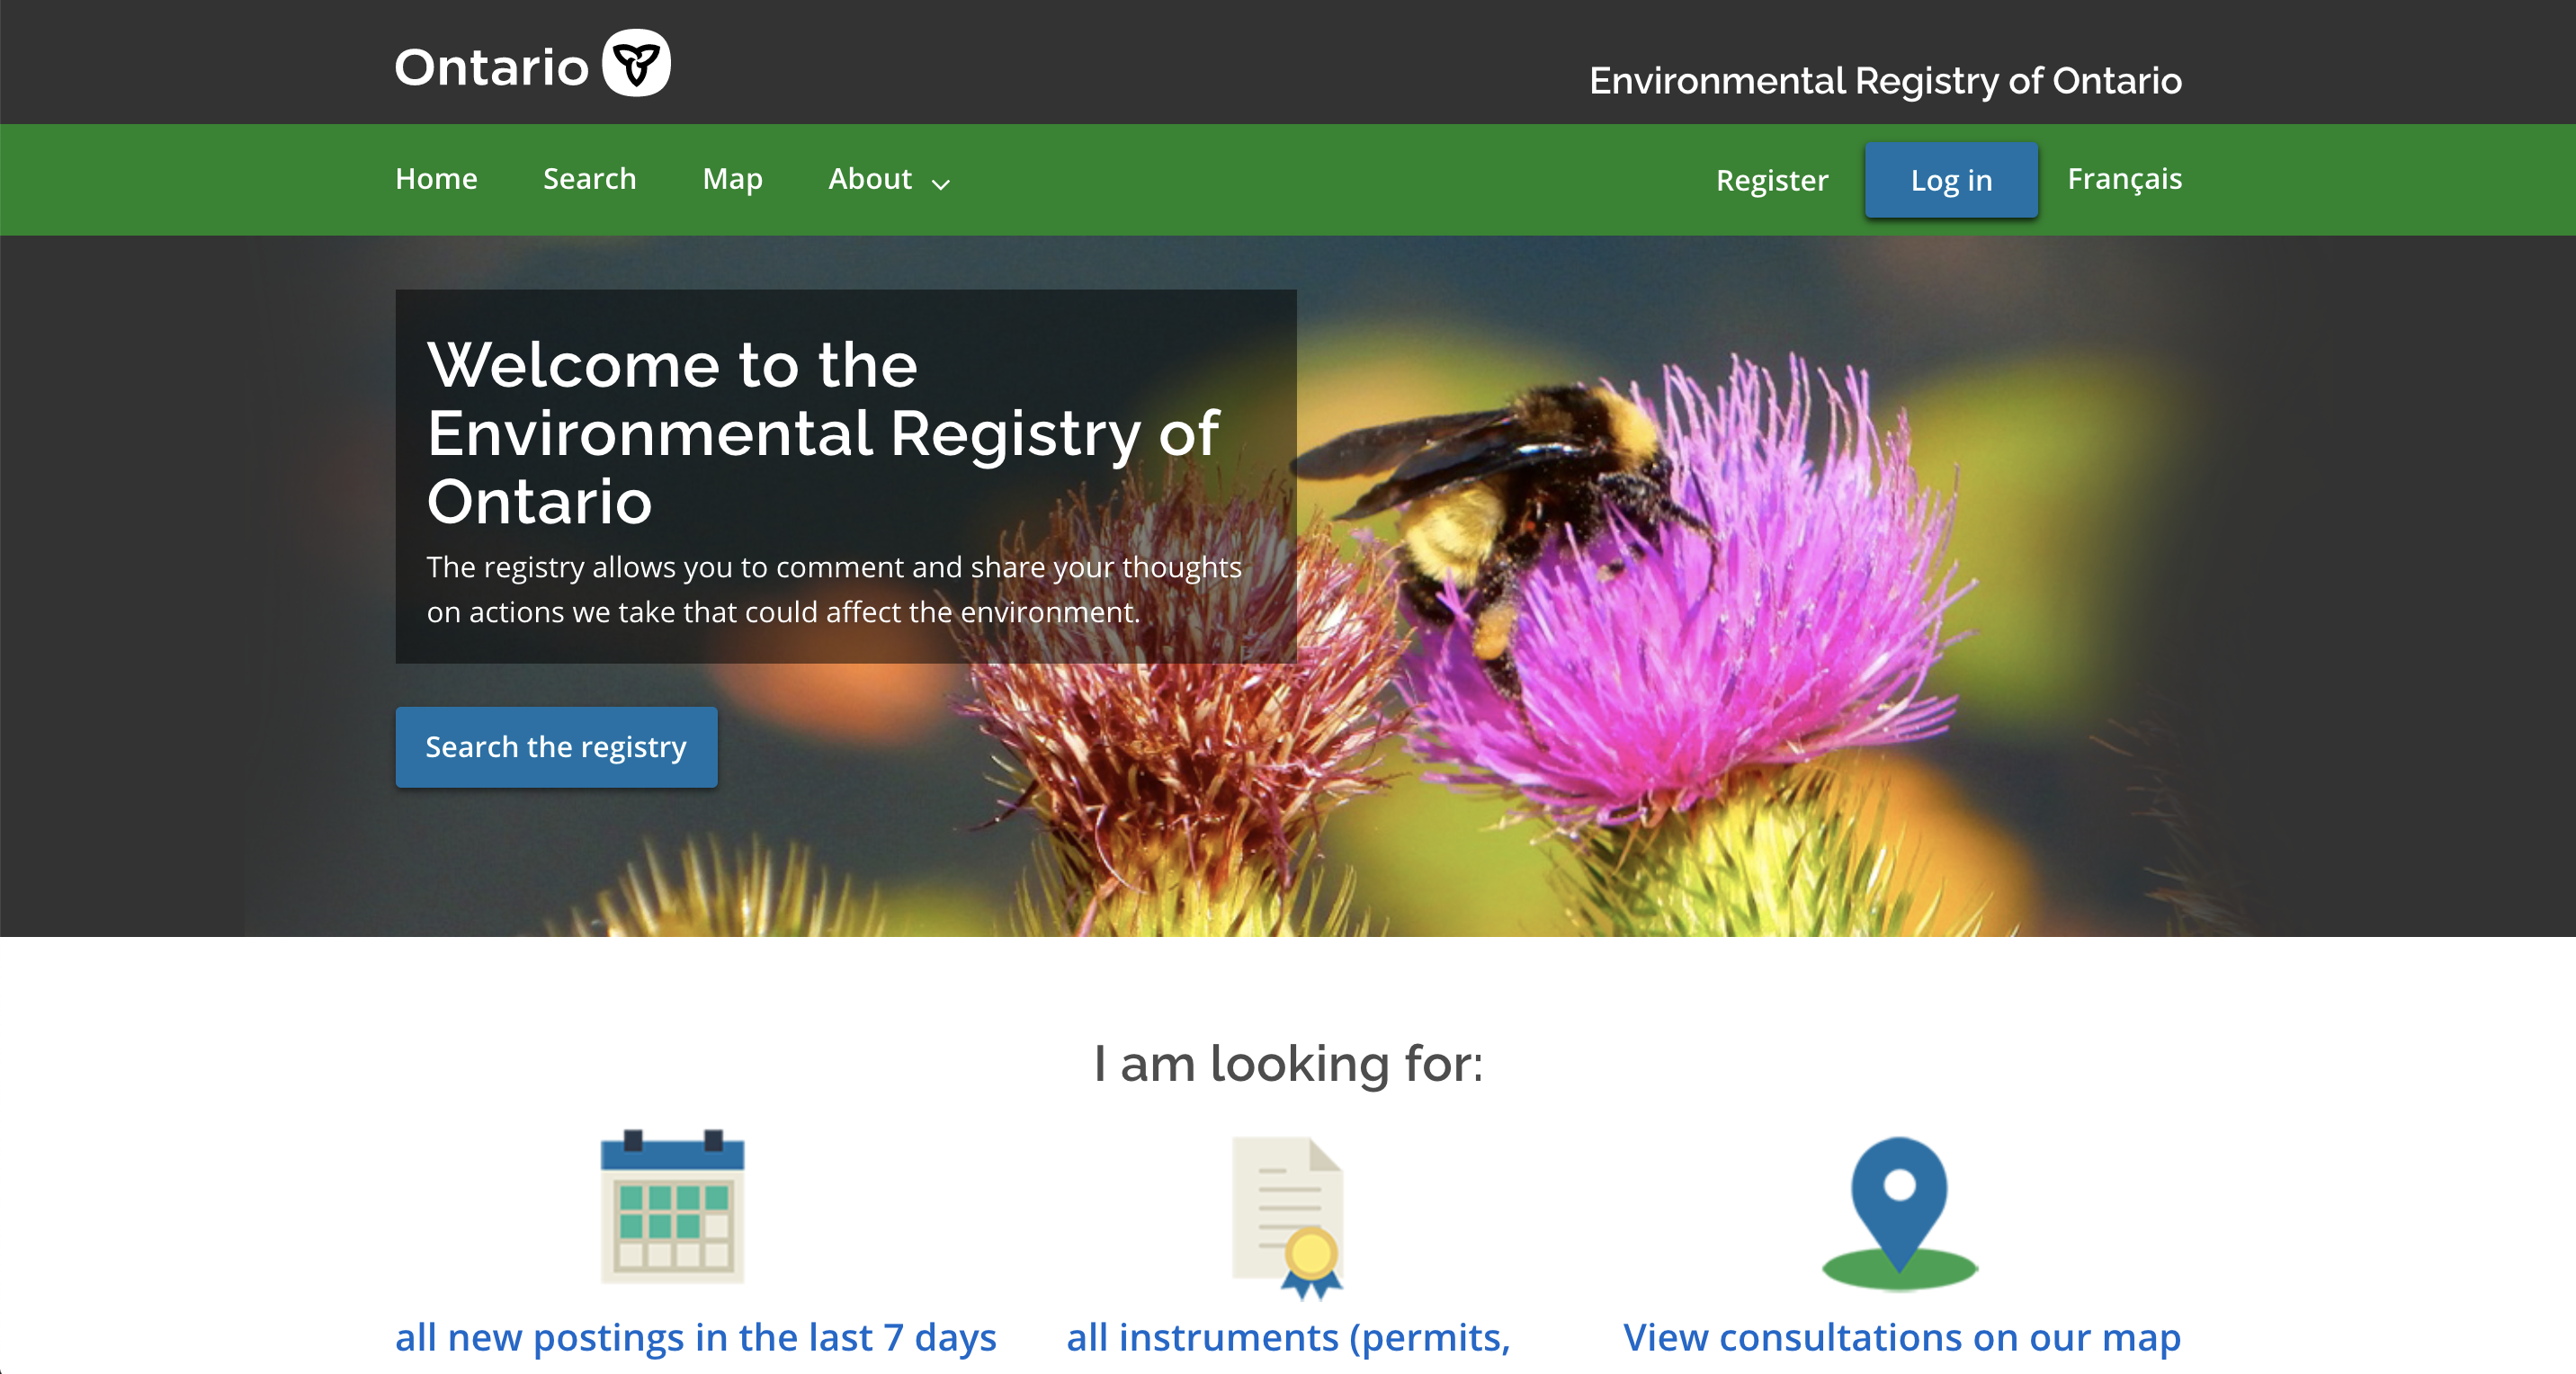 Ontario
Environmental Registry of Ontario
Home Search Map About Register Log in Français
Welcome to the
Environmental Registry of
Ontario
The registry allows you to comment and share your thoughts
on actions we take that could affect the environment.
Search the registry
I am looking for:
all new postings in the last 7 days
all instruments (permits,
View consultations on our map